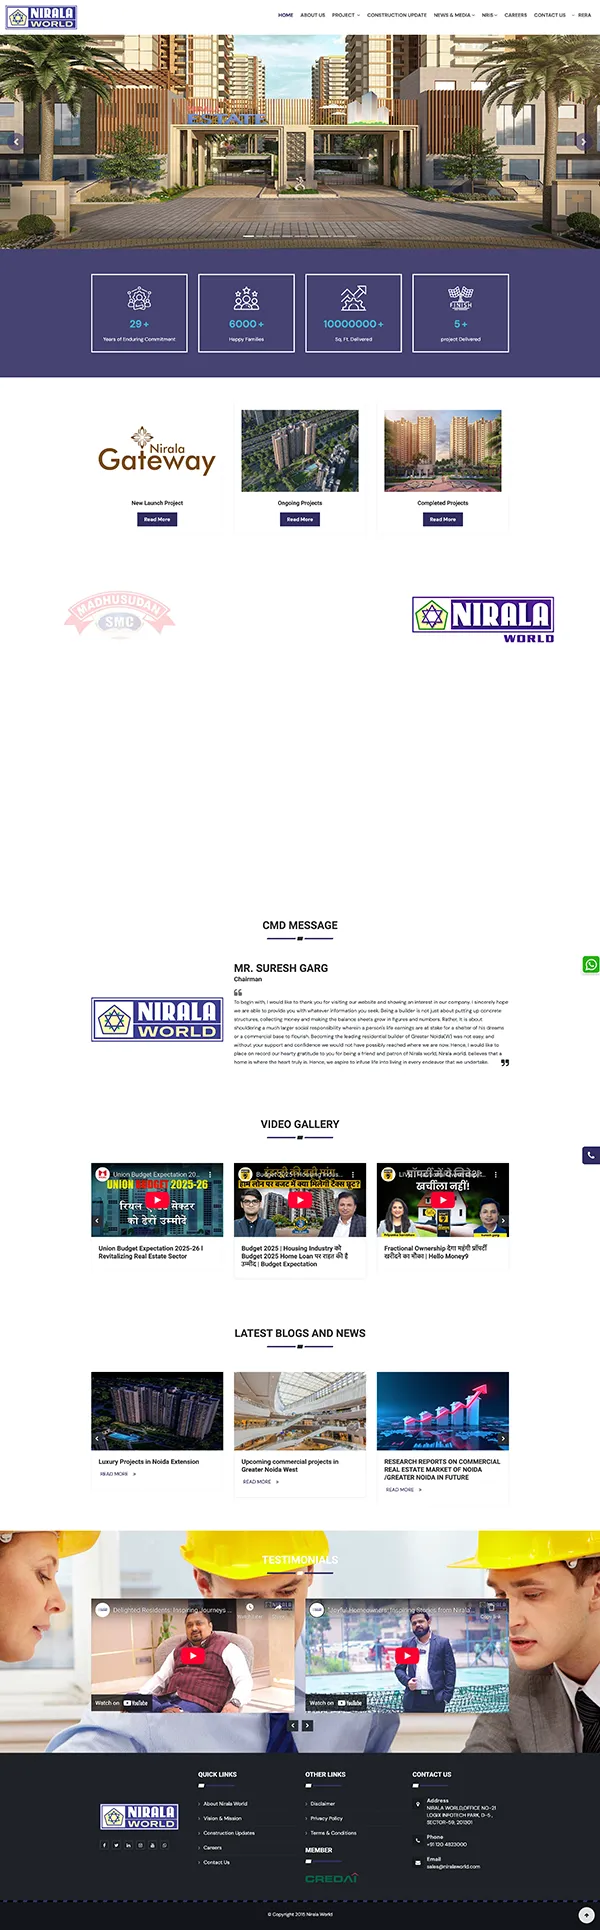 NIRALA
WORLD
HOME ABOUT US PROJECT CONSTRUCTION UPDATE NEWS & MEDIA NRIS CAREERS CONTACT US RERA
ESTATE
29 +
Years of Enduring Commitment
6000 +
Happy Families
10000000 +
Sq. Ft. Delivered
FINISH
5 +
project Delivered
Nirala
Gateway
New Launch Project
Read More
Ongoing Projects
Read More
Completed Projects
Read More
MADHUSUDAN
SMC
NIRALA
WORLD
CMD MESSAGE
NIRALA
WORLD
MR. SURESH GARG
Chairman
To begin with, I would like to thank you for visiting our website and showing an interest in our company. I sincerely hope
we are able to provide you with whatever information you seek. Being a builder is not just about putting up concrete
structures, collecting money and making the balance sheets grow in figures and numbers. Rather, it is about
shouldering a much larger social responsibility wherein a person's life earnings are at stake for a shelter of his dreams
or a commercial base to flourish. Becoming the leading residential builder of Greater Noida(W) was not easy, and
without your support and confidence we would not have possibly reached where we are now. Hence, I would like to
place on record our hearty gratitude to you for being a friend and patron of Nirala world. Nirala world. believes that a
home is where the heart truly is. Hence, we aspire to infuse life into living in every endeavor that we undertake.
VIDEO GALLERY
Union Budget Expectation 20...
UNION BUDGET 2025-26
रियल एस्टेट सेक्टर
को ढेरों उम्मीदें
Union Budget Expectation 2025-26 I
Revitalizing Real Estate Sector
Budget 2025 | Housing Indus...
होम लोन पर बजट में क्या मिलेगी टैक्स छूट?
Budget 2025 | Housing Industry को
Budget 2025 Home Loan पर राहत की है
उम्मीद | Budget Expectation
प्रॉपर्टी में निवेश
खर्चीला नहीं!
Fractional Ownership देगा महंगी प्रॉपर्टी
खरीदने का मौका | Hello Money9
LATEST BLOGS AND NEWS
Luxury Projects in Noida Extension
READ MORE »
Upcoming commercial projects in
Greater Noida West
READ MORE »
RESEARCH REPORTS ON COMMERCIAL
REAL ESTATE MARKET OF NOIDA
/GREATER NOIDA IN FUTURE
READ MORE »
TESTIMONIALS
Delighted Residents: Inspiring Journeys ...
Watch on YouTube
Joyful Homeowners: Inspiring Stories from Nirala...
Copy link
Watch on YouTube
NIRALA
WORLD
QUICK LINKS
About Nirala World
Vision & Mission
Construction Updates
Careers
Contact Us
OTHER LINKS
Disclaimer
Privacy Policy
Terms & Conditions
MEMBER
CREDAI
CONTACT US
Address
NIRALA WORLD,OFFICE NO-21
LOGIX INFOTECH PARK, D-5 ,
SECTOR-59, 201301
Phone
+91 120 4823000
Email
sales@niralaworld.com
© Copyright 2015 Nirala World